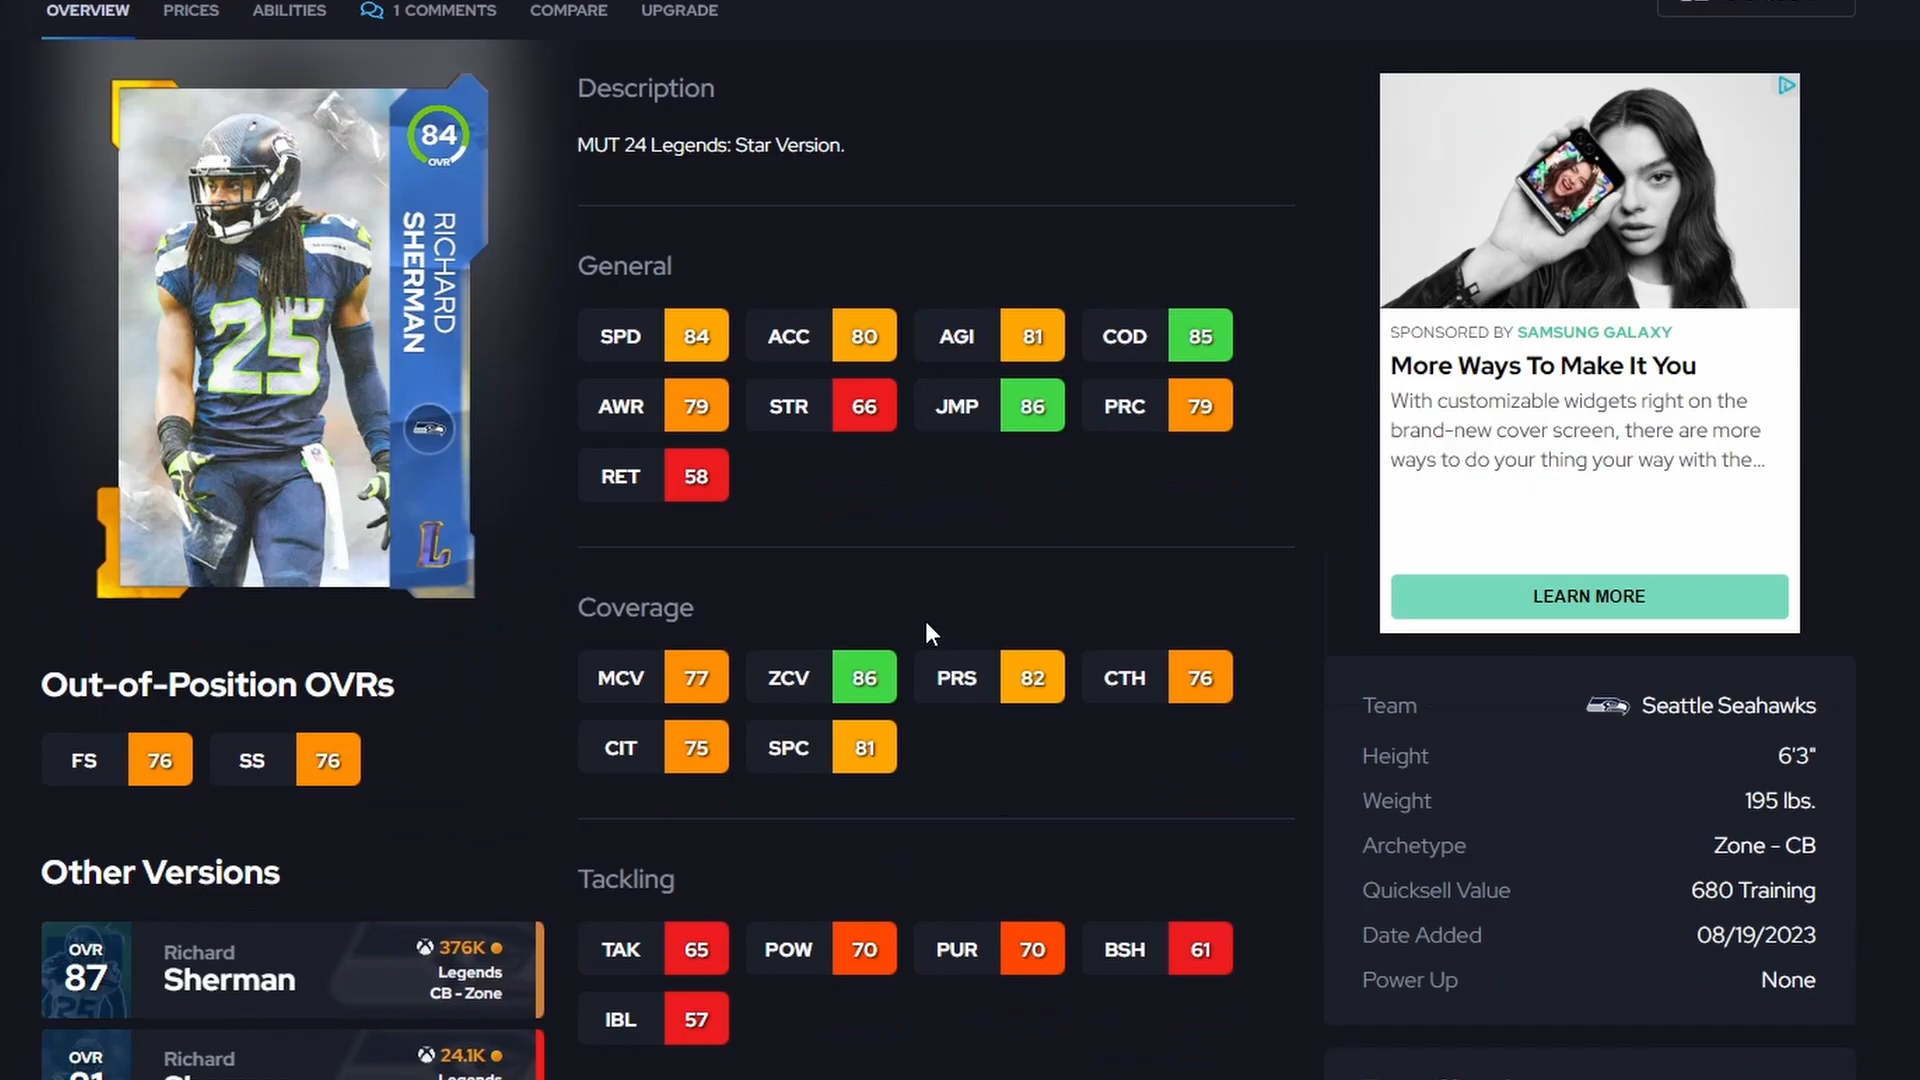 OVERVIEW PRICES ABILITIES 1 COMMENTS COMPARE UPGRADE
84
OVR
RICHARD
SHERMAN
25
L
Description
MUT 24 Legends: Star Version.
General
SPD 84 ACC 80 AGI 81 COD 85
AWR 79 STR 66 JMP 86 PRC 79
RET 58
Coverage
MCV 77 ZCV 86 PRS 82 CTH 76
CIT 75 SPC 81
Tackling
TAK 65 POW 70 PUR 70 BSH 61
IBL 57
Out-of-Position OVRs
FS 76 SS 76
Other Versions
OVR
87
Richard
Sherman
376K
Legends
CB - Zone
OVR
Richard
24.1K
Legends
SPONSORED BY SAMSUNG GALAXY
More Ways To Make It You
With customizable widgets right on the
brand-new cover screen, there are more
ways to do your thing your way with the...
LEARN MORE
Team Seattle Seahawks
Height 6'3"
Weight 195 lbs.
Archetype Zone - CB
Quicksell Value 680 Training
Date Added 08/19/2023
Power Up None